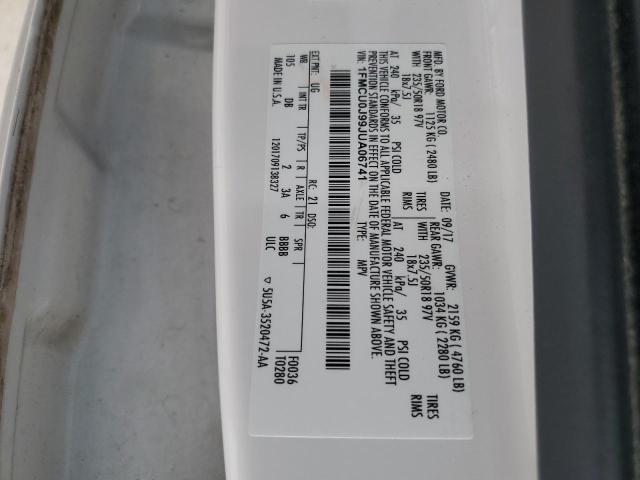 MFD. BY FORD MOTOR CO.
DATE: 09/17 GVWR: 2159 KG ( 4760 LB)
FRONT GAWR: 1125 KG ( 2480 LB) REAR GAWR: 1034 KG ( 2280 LB)
WITH 235/50R18 97V TIRES WITH 235/50R18 97V TIRES
18x7.5J RIMS 18x7.5J RIMS
AT 240 kPa/ 35 PSI COLD AT 240 kPa/ 35 PSI COLD
THIS VEHICLE CONFORMS TO ALL APPLICABLE FEDERAL MOTOR VEHICLE SAFETY AND THEFT
PREVENTION STANDARDS IN EFFECT ON THE DATE OF MANUFACTURE SHOWN ABOVE.
VIN: 1FMCU0J99JUA06741 TYPE: MPV
EXT PNT: UG RC: 21 DSO: F0036
WB INT TR TP/PS R AXLE TR SPR T0280
105 DB 2 3A 6 BBBB
MADE IN U.S.A. 1201709138327 ULC ▽ 5U5A-3520472-AA